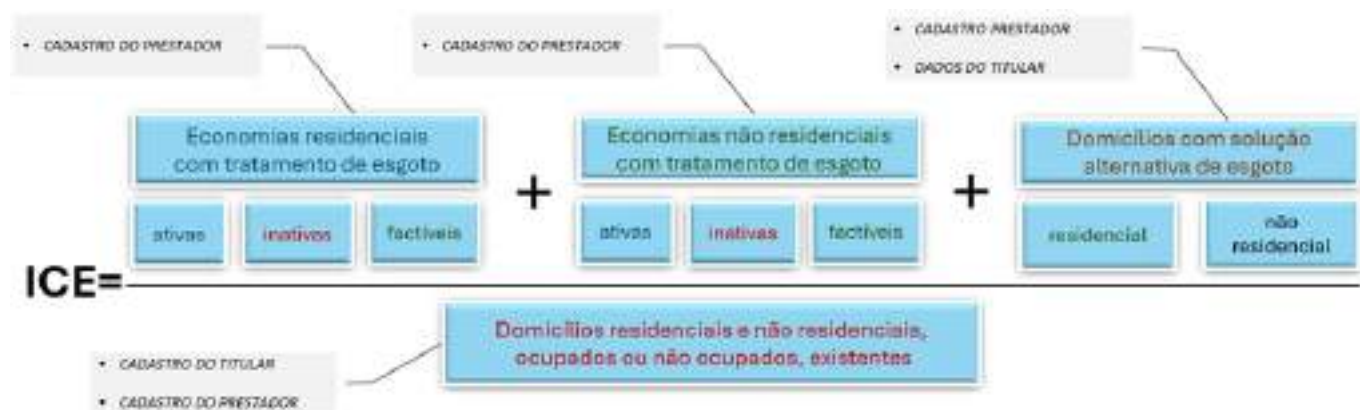 • CADASTRO DO PRESTADOR
• CADASTRO DO PRESTADOR
• CADASTRO PRESTADOR
• DADOS DO TITULAR
Economias residenciais
com tratamento de esgoto
Economias não residenciais
com tratamento de esgoto
Domicílios com solução
alternativa de esgoto
+
+
ativas
inativas
factíveis
ativas
inativas
factíveis
residencial
não
residencial
ICE=
Domicílios residenciais e não residenciais,
ocupados ou não ocupados, existentes
• CADASTRO DO TITULAR
• CADASTRO DO PRESTADOR